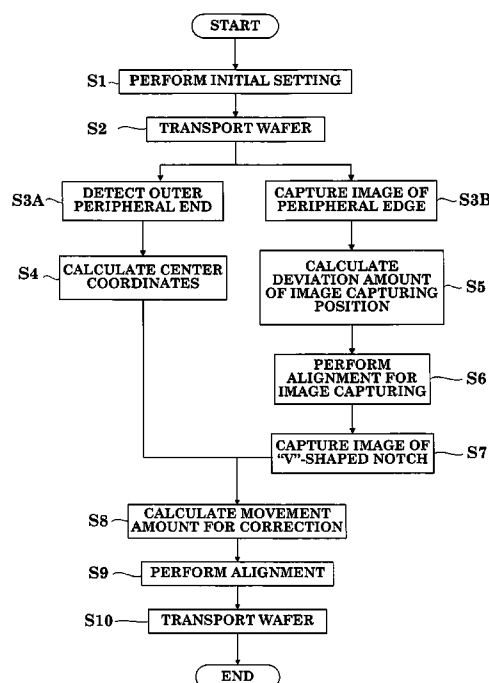 START
S1
PERFORM INITIAL SETTING
S2
TRANSPORT WAFER
S3A
DETECT OUTER
PERIPHERAL END
CAPTURE IMAGE OF
PERIPHERAL EDGE
S3B
S4
CALCULATE CENTER
COORDINATES
CALCULATE
DEVIATION AMOUNT
OF IMAGE CAPTURING
POSITION
S5
PERFORM
ALIGNMENT FOR
IMAGE CAPTURING
S6
CAPTURE IMAGE OF
"V"-SHAPED NOTCH
S7
S8
CALCULATE MOVEMENT
AMOUNT FOR CORRECTION
S9
PERFORM ALIGNMENT
S10
TRANSPORT WAFER
END